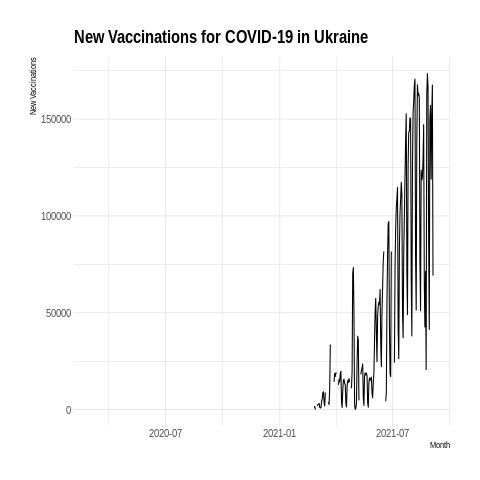 New Vaccinations for COVID-19 in Ukraine
New Vaccinations
150000
100000
50000
0
2020-07
2021-01
2021-07
Month